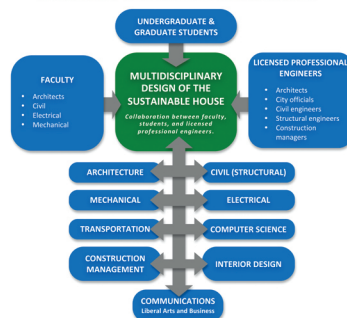 UNDERGRADUATE &
GRADUATE STUDENTS
FACULTY
• Architects
• Civil
• Electrical
• Mechanical
MULTIDISCIPLINARY
DESIGN OF THE
SUSTAINABLE HOUSE
Collaboration between faculty,
students, and licensed
professional engineers.
LICENSED PROFESSIONAL
ENGINEERS
• Architects
• City officials
• Civil engineers
• Structural engineers
• Construction
managers
ARCHITECTURE
CIVIL (STRUCTURAL)
MECHANICAL
ELECTRICAL
TRANSPORTATION
COMPUTER SCIENCE
CONSTRUCTION
MANAGEMENT
INTERIOR DESIGN
COMMUNICATIONS
Liberal Arts and Business